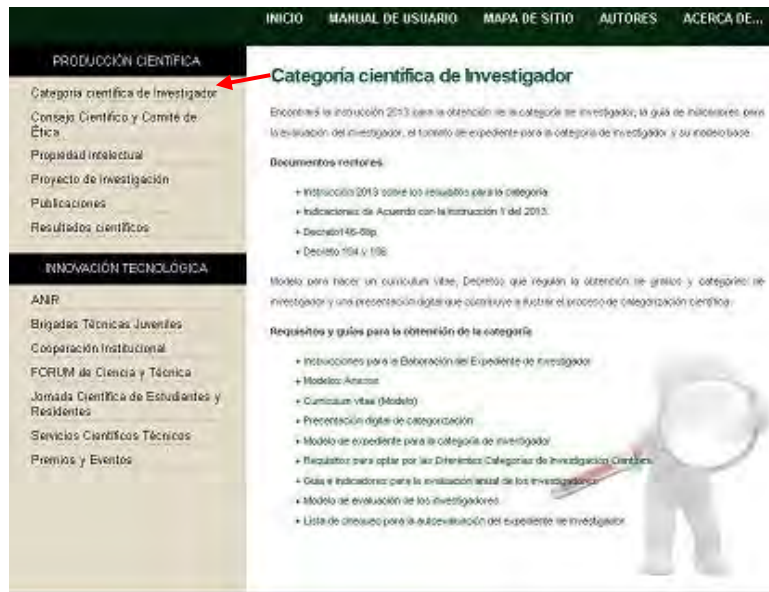 INICIO MANUAL DE USUARIO MAPA DE SITIO AUTORES ACERCA DE...
PRODUCCIÓN CIENTÍFICA
Categoría científica de Investigador
Consejo Científico y Comité de
Ética
Propiedad intelectual
Proyecto de investigación
Publicaciones
Resultados científicos
INNOVACIÓN TECNOLÓGICA
ANIR
Brigadas Técnicas Juveniles
Cooperación Institucional
FORUM de Ciencia y Técnica
Jornada Científica de Estudiantes y
Residentes
Servicios Científicos Técnicos
Premios y Eventos
Categoría científica de Investigador
Encontrará la instrucción 2013 para la obtención de la categoría de investigador, la guía de indicadores para
la evaluación del investigador, el formato de expediente para la categoría de investigador y su modelo base.
Documentos rectores
Instrucción 2013 sobre los requisitos para la categoría.
Indicaciones de Acuerdo con la Instrucción 1 del 2013.
Decreto
Decreto 104 y 106
Modelo para hacer un curriculum vitae, Decretos que regulan la obtención de grados y categorías de
investigador y una presentación digital que contribuye a ilustrar el proceso de categorización científica.
Requisitos y guías para la obtención de la categoría
Instrucciones para la Elaboración del Expediente de Investigador
Modelos Anexos
Curriculum vitae (Modelo)
Presentación digital de categorización
Modelo de expediente para la categoría de investigador
Requisitos para optar por las Diferentes Categorías de Investigación Científica
Guía e indicadores para la evaluación anual de los investigadores
Modelo de evaluación de los investigadores
Lista de chequeo para la autoevaluación del expediente de investigador